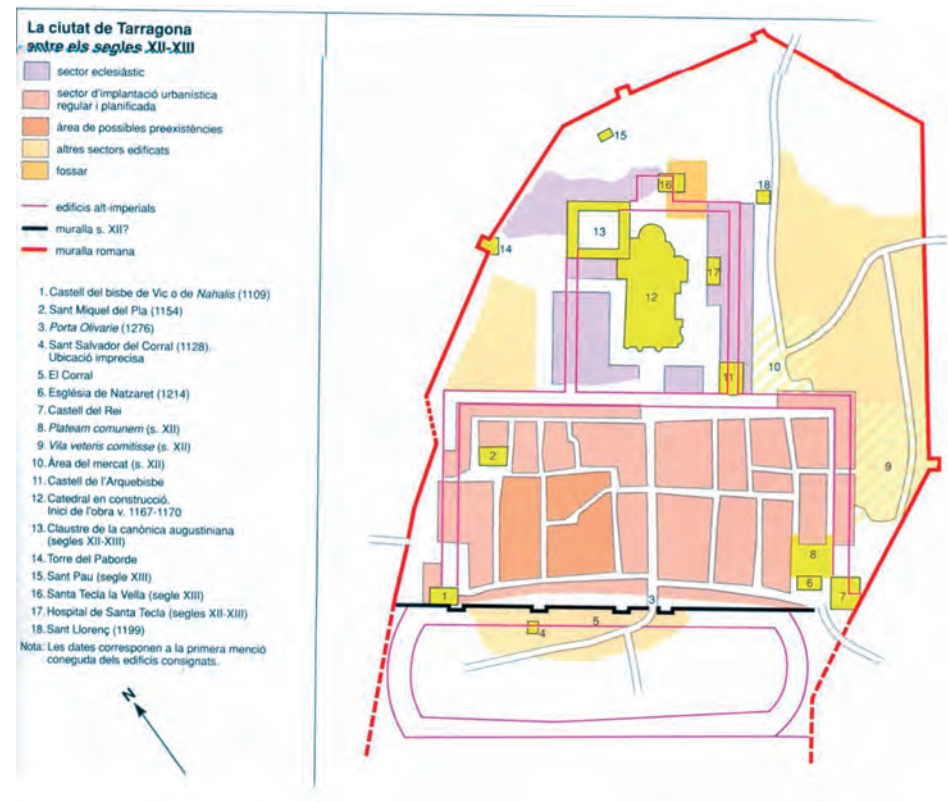 La ciutat de Tarragona
entre els segles XII-XIII
sector eclesiàstic
sector d'implantació urbanística
regular i planificada
àrea de possibles preexistències
altres sectors edificats
fossar
edificis alt-imperials
muralla s. XII?
muralla romana
1. Castell del bisbe de Vic o de Nahalis (1109)
2. Sant Miquel del Pla (1154)
3. Porta Olivarie (1276)
4. Sant Salvador del Corral (1128).
Ubicació imprecisa
5. El Corral
6. Església de Natzaret (1214)
7. Castell del Rei
8. Plateam comunem (s. XII)
9. Vila veteris comitisse (s. XII)
10. Àrea del mercat (s. XII)
11. Castell de l'Arquebisbe
12. Catedral en construcció.
Inici de l'obra v. 1167-1170
13. Claustre de la canònica augustiniana
(segles XII-XIII)
14. Torre del Paborde
15. Sant Pau (segle XIII)
16. Santa Tecla la Vella (segle XIII)
17. Hospital de Santa Tecla (segles XII-XIII)
18. Sant Llorenç (1199)
Nota: Les dates corresponen a la primera menció
coneguda dels edificis consignats.
N
15
16
18
13
14
17
12
10
11
2
9
8
6
7
1
3
5
4